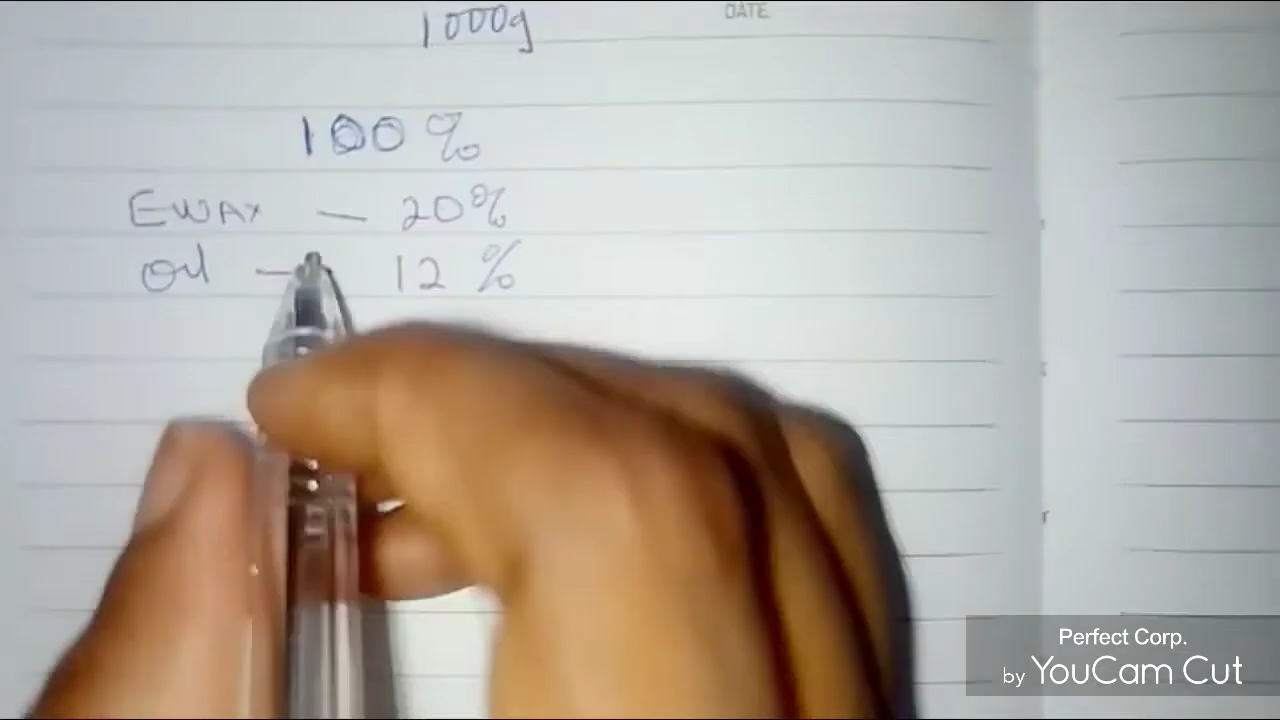 DATE
1000g
100%
EWAX — 20%
Oil — 12%
Perfect Corp.
by YouCam Cut